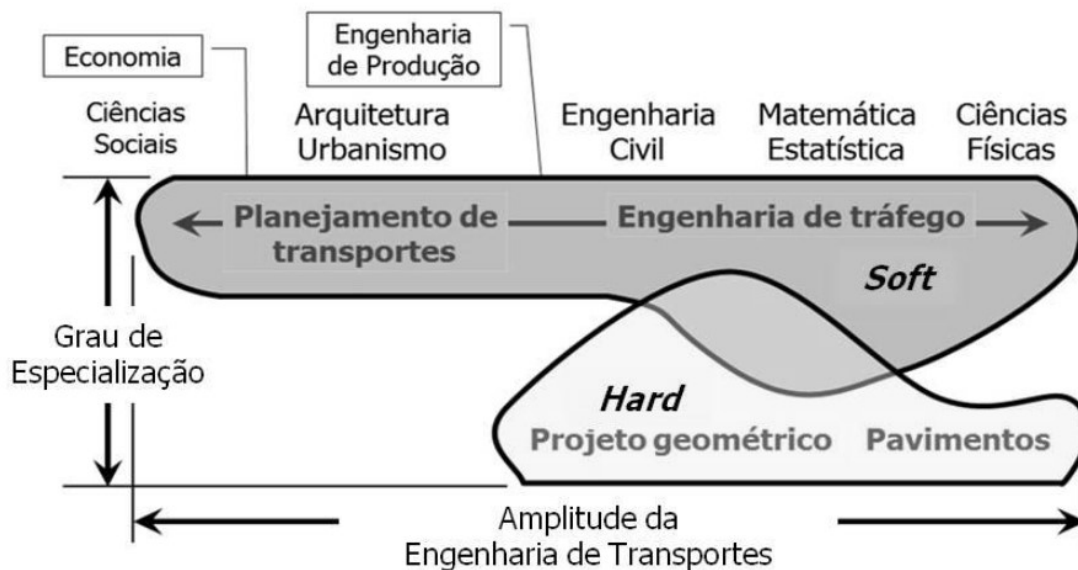 Economia
Engenharia
de Produção
Ciências
Sociais
Arquitetura
Urbanismo
Engenharia
Civil
Matemática
Estatística
Ciências
Físicas
Planejamento de
transportes
Engenharia de tráfego
Soft
Grau de
Especialização
Hard
Projeto geométrico
Pavimentos
Amplitude da
Engenharia de Transportes